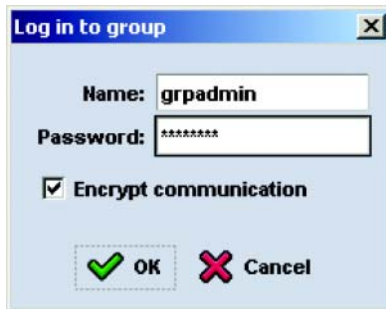 Log in to group
Name: grpadmin
Password: ********
Encrypt communication
OK Cancel